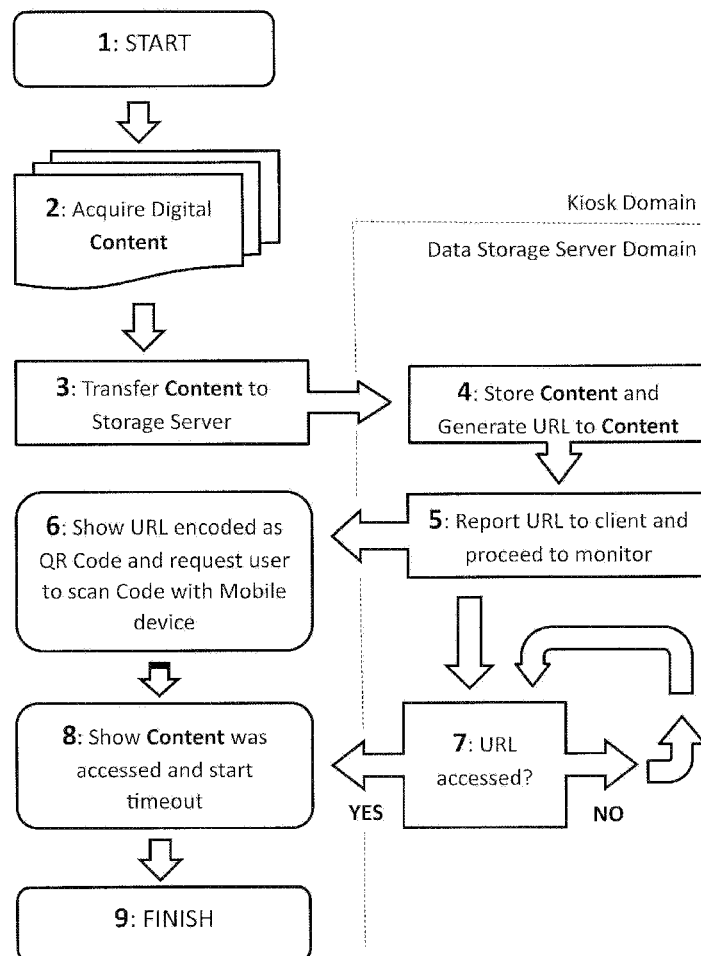 1: START
2: Acquire Digital
Content
Kiosk Domain
Data Storage Server Domain
3: Transfer Content to
Storage Server
4: Store Content and
Generate URL to Content
5: Report URL to client and
proceed to monitor
6: Show URL encoded as
QR Code and request user
to scan Code with Mobile
device
7: URL
accessed?
YES
NO
8: Show Content was
accessed and start
timeout
9: FINISH